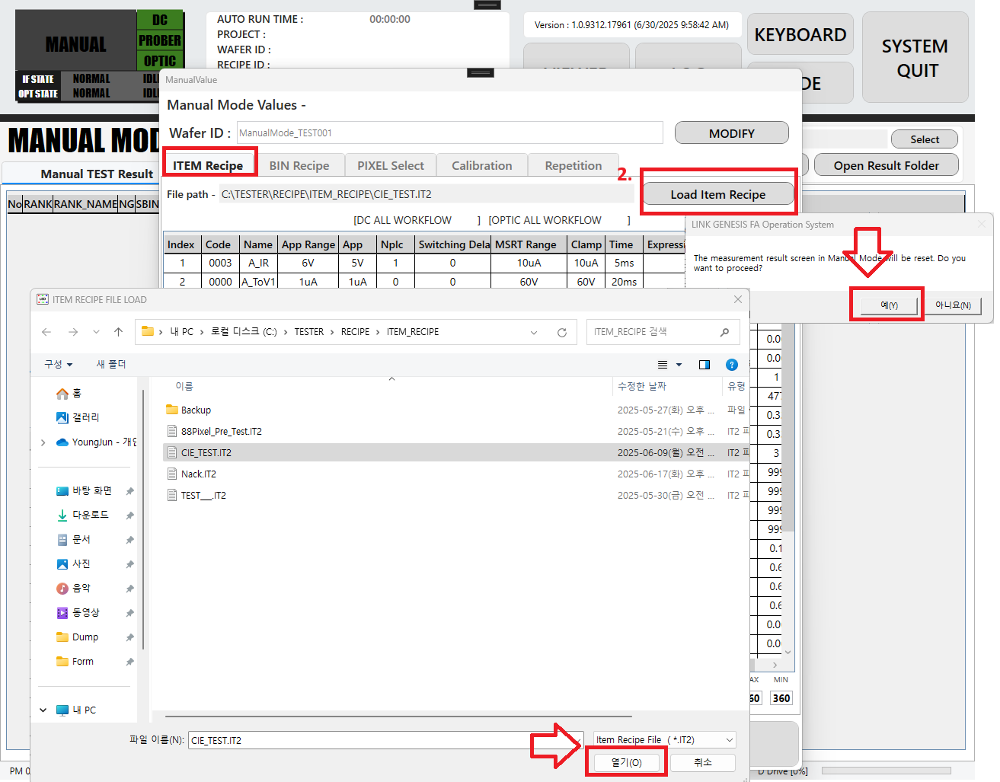 MANUAL
DC
PROBER
OPTIC
IF STATE NORMAL
OPT STATE NORMAL
AUTO RUN TIME : 00:00:00
PROJECT :
WAFER ID :
RECIPE ID :
Version : 1.0.9312.17961 (6/30/2025 9:58:42 AM)
KEYBOARD
SYSTEM
QUIT
MANUAL MOD
Manual TEST Result
Select
Open Result Folder
No RANK RANK_NAME NG SBIN
ManualValue
Manual Mode Values -
Wafer ID : ManualMode_TEST001 MODIFY
ITEM Recipe BIN Recipe PIXEL Select Calibration Repetition
2.
File path - C:\TESTER\RECIPE\ITEM_RECIPE\CIE_TEST.IT2 Load Item Recipe
[DC ALL WORKFLOW ] [OPTIC ALL WORKFLOW ]
Index Code Name App Range App Nplc Switching Dela MSRT Range Clamp Time Express
1 0003 A_IR 6V 5V 1 0 10uA 10uA 5ms
2 0000 A_ToV1 1uA 1uA 0 0 60V 60V 20ms
LINK GENESIS FA Operation System
The measurement result screen in Manual Mode will be reset. Do you
want to proceed?
예(Y) 아니요(N)
ITEM RECIPE FILE LOAD
내 PC > 로컬 디스크 (C:) > TESTER > RECIPE > ITEM_RECIPE
ITEM_RECIPE 검색
구성 새 폴더
이름 수정한 날짜 유형
홈
갤러리
YoungJun - 개인
바탕 화면
다운로드
문서
사진
음악
동영상
Dump
Form
내 PC
Backup 2025-05-27(화) 오후 ... 파일
88Pixel_Pre_Test.IT2 2025-05-21(수) 오후 ... IT2 파
CIE_TEST.IT2 2025-06-09(월) 오전 ... IT2 파
Nack.IT2 2025-06-17(화) 오후 ... IT2 파
TEST___.IT2 2025-05-30(금) 오전 ... IT2 파
파일 이름(N): CIE_TEST.IT2
Item Recipe File ( *.IT2)
열기(O) 취소
0.0
0.0
1
477
0.3
0.3
3
999
999
999
999
0.1
0.6
0.6
0.6
0.0
0.0
AX MIN
60 360
PM 0
D Drive [0%]